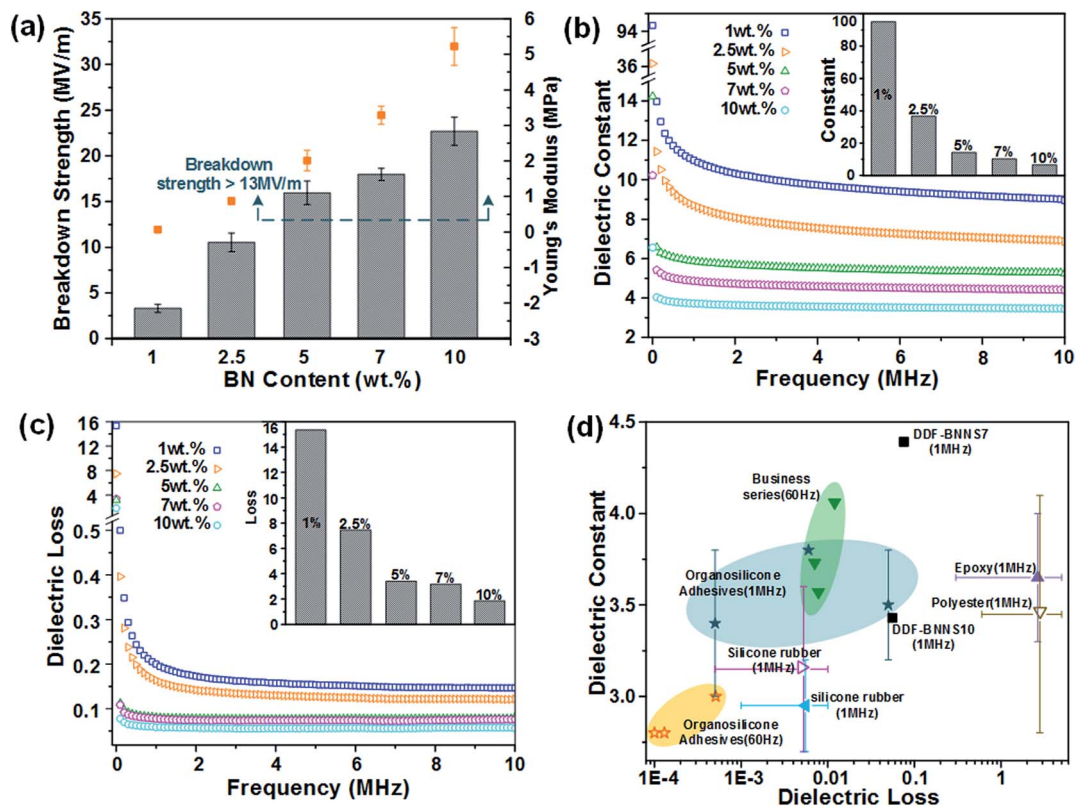 (a)
Breakdown Strength (MV/m)
35
30
25
20
15
10
5
0
Breakdown
strength > 13MV/m
6
5
4
3
2
1
0
-1
-2
-3
Young's Modulus (MPa)
1 2.5 5 7 10
BN Content (wt.%)
(b)
Dielectric Constant
94
36
14
12
10
8
6
4
2
1wt.%
2.5wt.%
5wt.%
7wt.%
10wt.%
Constant
100
80
60
40
20
0
1%
2.5%
5%
7%
10%
0 2 4 6 8 10
Frequency (MHz)
(c)
Dielectric Loss
16
12
8
4
0.5
0.4
0.3
0.2
0.1
1wt.%
2.5wt.%
5wt.%
7wt.%
10wt.%
Loss
16
14
12
10
8
6
4
2
0
1%
2.5%
5%
7%
10%
0 2 4 6 8 10
Frequency (MHz)
(d)
Dielectric Constant
4.5
4.0
3.5
3.0
DDF-BNNS7
(1MHz)
Business
series(60Hz)
Organosilicone
Adhesives(1MHz)
Epoxy(1MHz)
Polyester(1MHz)
DDF-BNNS10
(1MHz)
Silicone rubber
(1MHz)
silicone rubber
(1MHz)
Organosilicone
Adhesives(60Hz)
1E-4 1E-3 0.01 0.1 1
Dielectric Loss